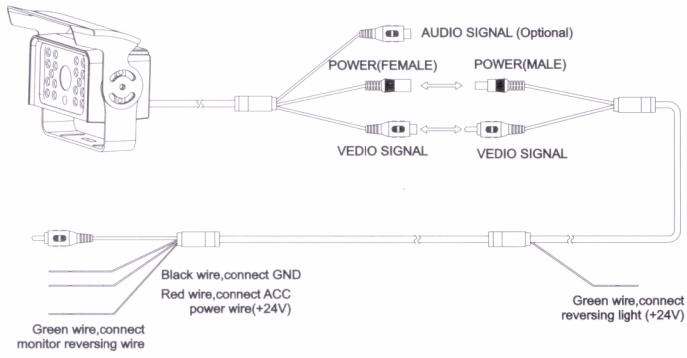 AUDIO SIGNAL (Optional)
POWER(FEMALE)
POWER(MALE)
VEDIO SIGNAL
VEDIO SIGNAL
Black wire,connect GND
Red wire,connect ACC
power wire(+24V)
Green wire,connect
monitor reversing wire
Green wire,connect
reversing light (+24V)